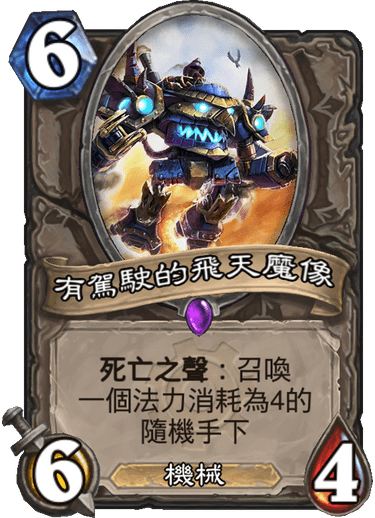 6
有駕駛的飛天魔像
死亡之聲：召喚
一個法力消耗為4的
隨機手下
6
機械
4